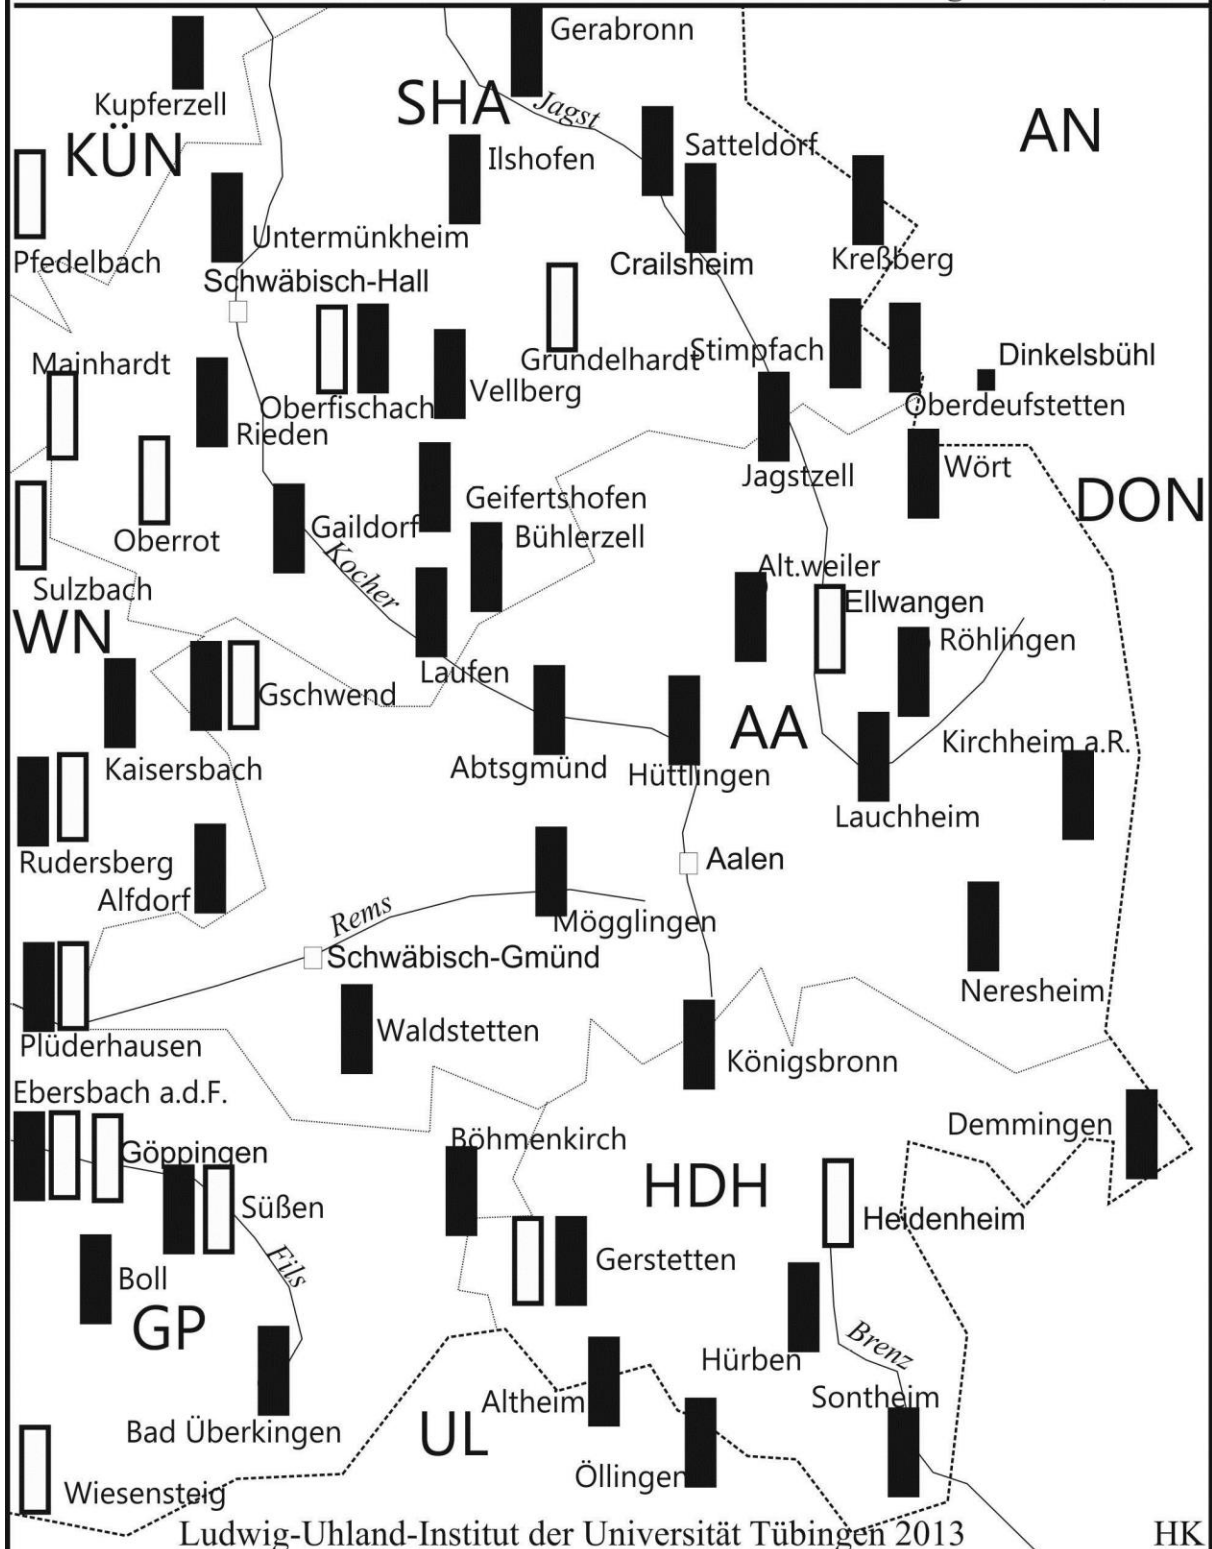 Gerabronn
Kupferzell
SHA
Jagst
AN
KÜN
Ilshofen
Satteldorf
Untermünkheim
Pfedelbach
Crailsheim
Kreßberg
Schwäbisch-Hall
Mainhardt
Gründelhardt
Stimpfach
Dinkelsbühl
Oberfischach
Vellberg
Oberdeufstetten
Rieden
Jagstzell
Wört
DON
Geifertshofen
Oberrot
Gaildorf
Bühlerzell
Kocher
Sulzbach
Alt.weiler
Ellwangen
WN
Röhlingen
Laufen
Gschwend
AA
Kirchheim a.R.
Kaisersbach
Abtsgmünd
Hüttlingen
Lauchheim
Rudersberg
Aalen
Alfdorf
Rems
Mögglingen
Schwäbisch-Gmünd
Neresheim
Plüderhausen
Waldstetten
Königsbronn
Ebersbach a.d.F.
Göppingen
Böhmenkirch
Demmingen
HDH
Süßen
Heidenheim
Boll
Fils
Gerstetten
GP
Hürben
Brenz
Bad Überkingen
UL
Altheim
Sontheim
Wiesensteig
Öllingen
Ludwig-Uhland-Institut der Universität Tübingen 2013
HK